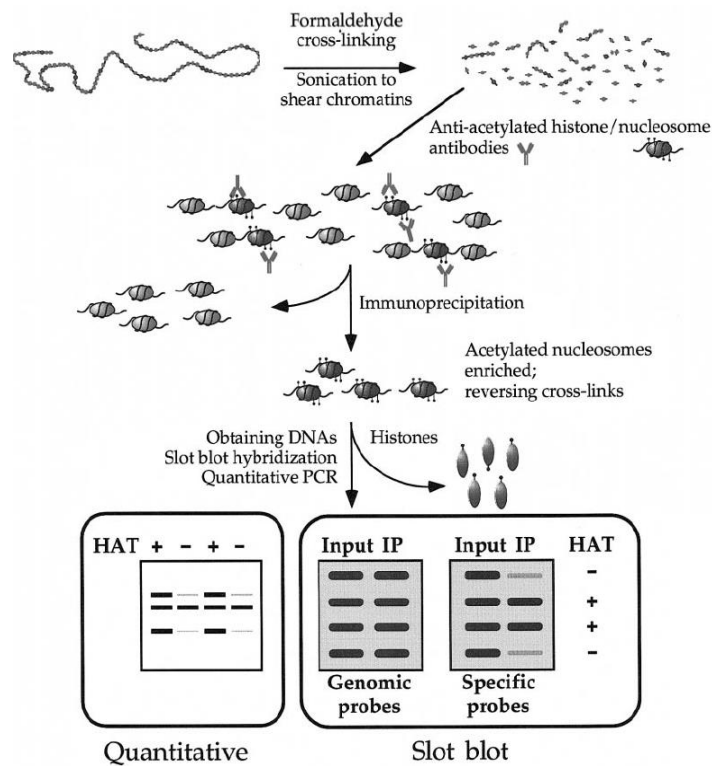 Formaldehyde
cross-linking
Sonication to
shear chromatins
Anti-acetylated histone/nucleosome
antibodies
Immunoprecipitation
Acetylated nucleosomes
enriched;
reversing cross-links
Obtaining DNAs
Slot blot hybridization
Quantitative PCR
Histones
HAT + - + -
Input IP Input IP HAT
-
+
+
-
Genomic
probes
Specific
probes
Quantitative
Slot blot